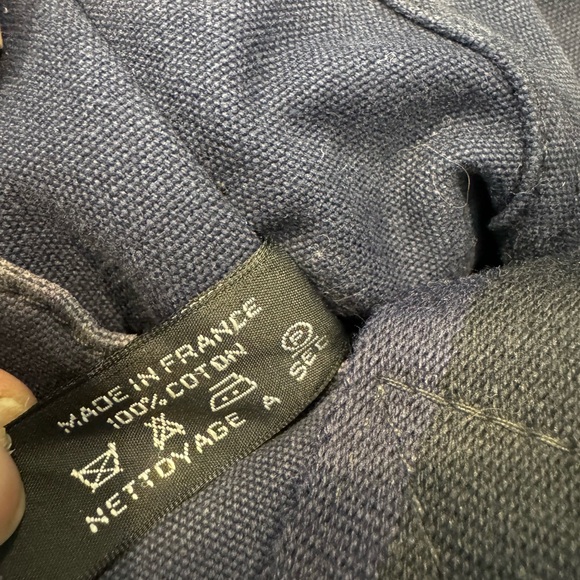 MADE IN FRANCE
100% COTON
P
NETTOYAGE A SEC